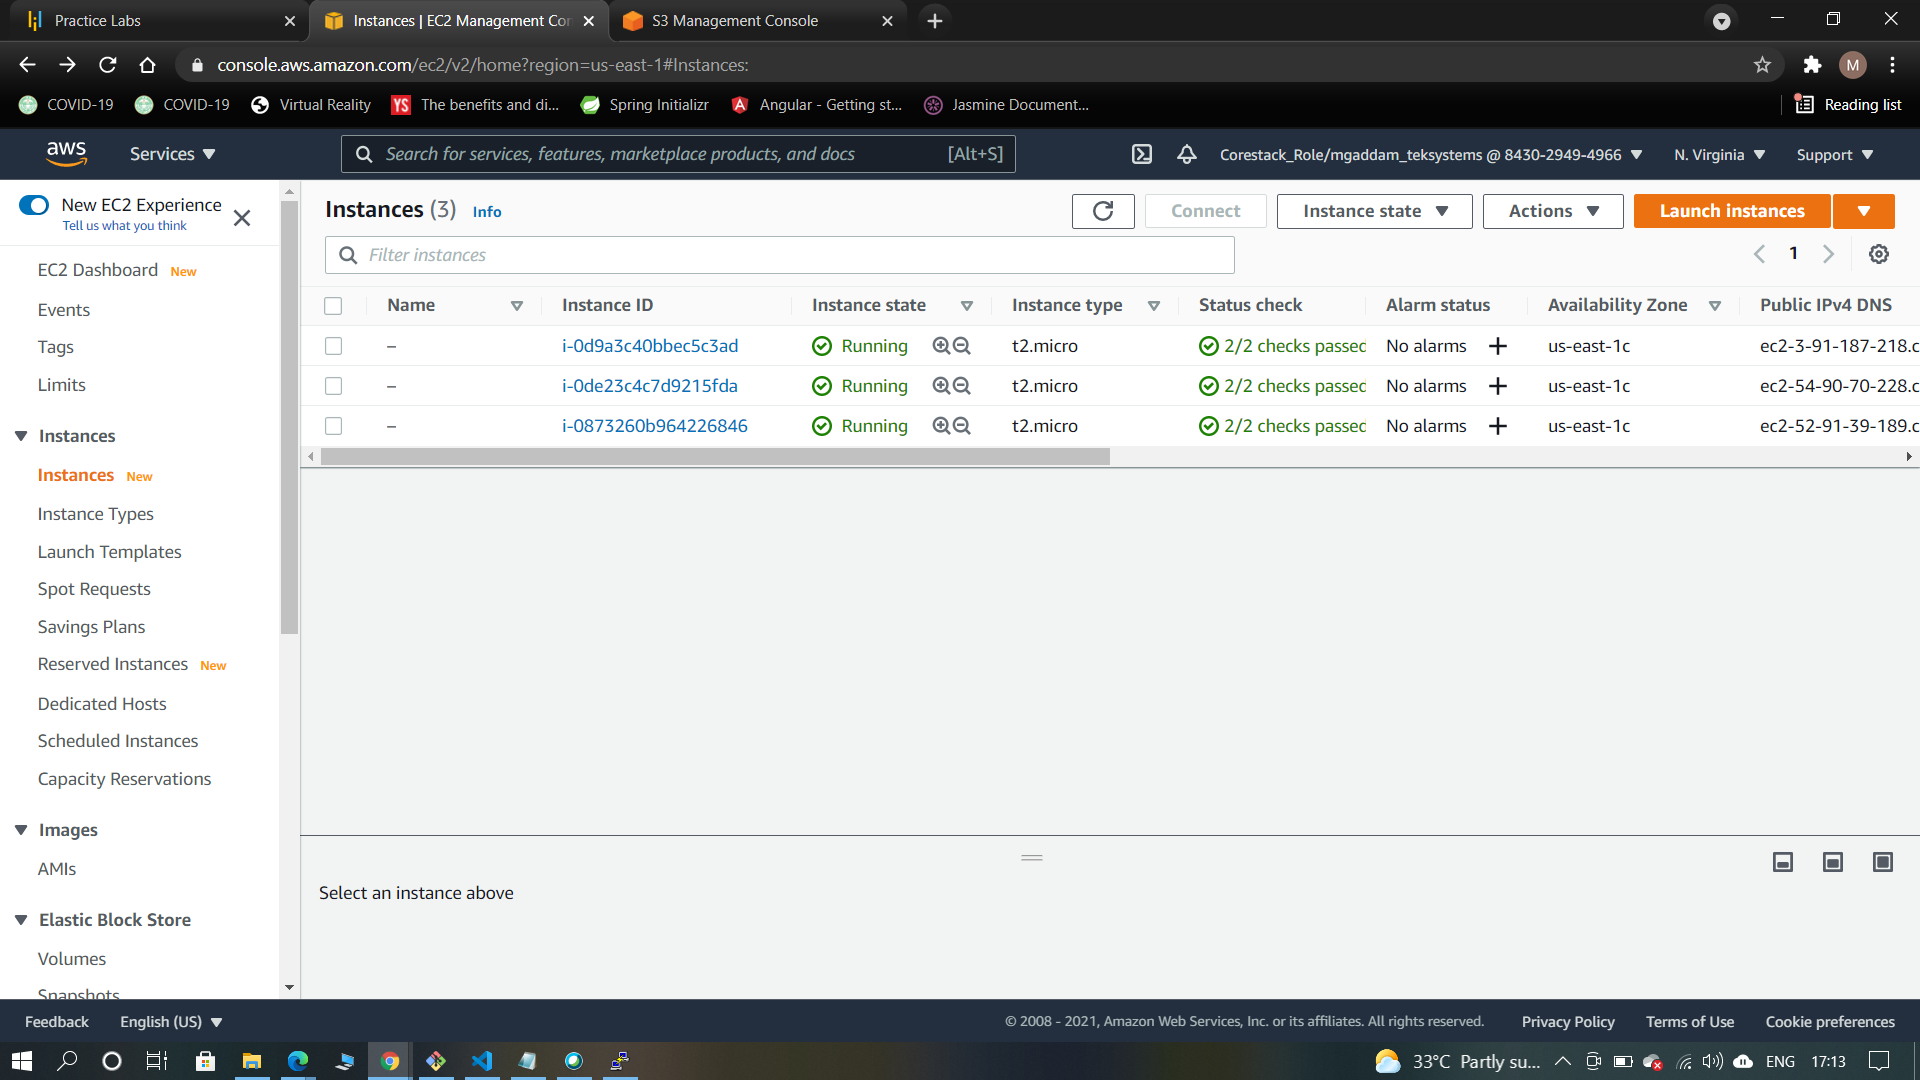 Practice Labs
Instances | EC2 Management Con
S3 Management Console
console.aws.amazon.com/ec2/v2/home?region=us-east-1#Instances:
M
COVID-19
COVID-19
Virtual Reality
YS
The benefits and di...
Spring Initializr
Angular - Getting st...
Jasmine Document...
Reading list
aws
Services
Search for services, features, marketplace products, and docs
[Alt+S]
Corestack_Role/mgaddam_teksystems @ 8430-2949-4966
N. Virginia
Support
New EC2 Experience
Tell us what you think
EC2 Dashboard New
Events
Tags
Limits
Instances
Instances New
Instance Types
Launch Templates
Spot Requests
Savings Plans
Reserved Instances New
Dedicated Hosts
Scheduled Instances
Capacity Reservations
Images
AMIs
Elastic Block Store
Volumes
Snapshots
Instances (3) Info
Connect
Instance state
Actions
Launch instances
Filter instances
1
Name Instance ID Instance state Instance type Status check Alarm status Availability Zone Public IPv4 DNS
– i-0d9a3c40bbec5c3ad Running t2.micro 2/2 checks passed No alarms + us-east-1c ec2-3-91-187-218.c
– i-0de23c4c7d9215fda Running t2.micro 2/2 checks passed No alarms + us-east-1c ec2-54-90-70-228.c
– i-0873260b964226846 Running t2.micro 2/2 checks passed No alarms + us-east-1c ec2-52-91-39-189.c
Select an instance above
Feedback
English (US)
© 2008 - 2021, Amazon Web Services, Inc. or its affiliates. All rights reserved.
Privacy Policy
Terms of Use
Cookie preferences
33°C Partly su...
ENG
17:13